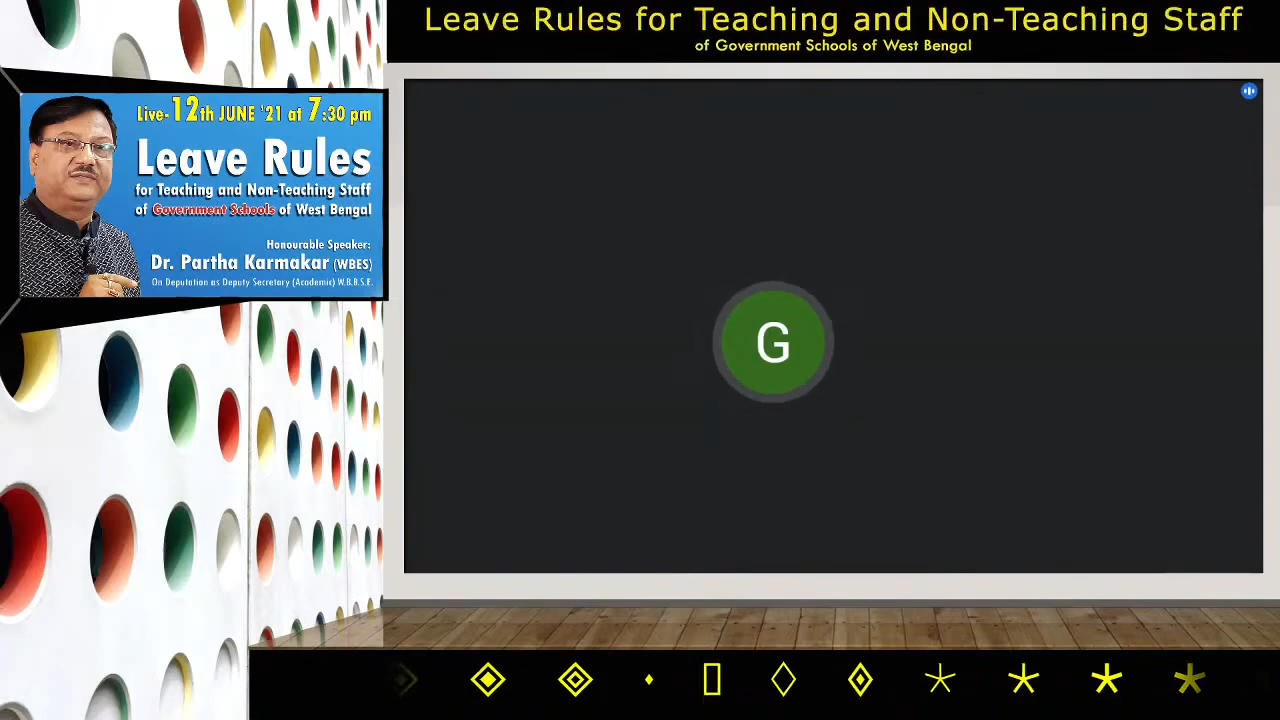 Leave Rules for Teaching and Non-Teaching Staff
of Government Schools of West Bengal
Live-12th JUNE '21 at 7:30 pm
Leave Rules
for Teaching and Non-Teaching Staff
of Government Schools of West Bengal
Honourable Speaker:
Dr. Partha Karmakar (WBES)
On Deputation as Deputy Secretary (Academic) W.B.B.S.E.
G